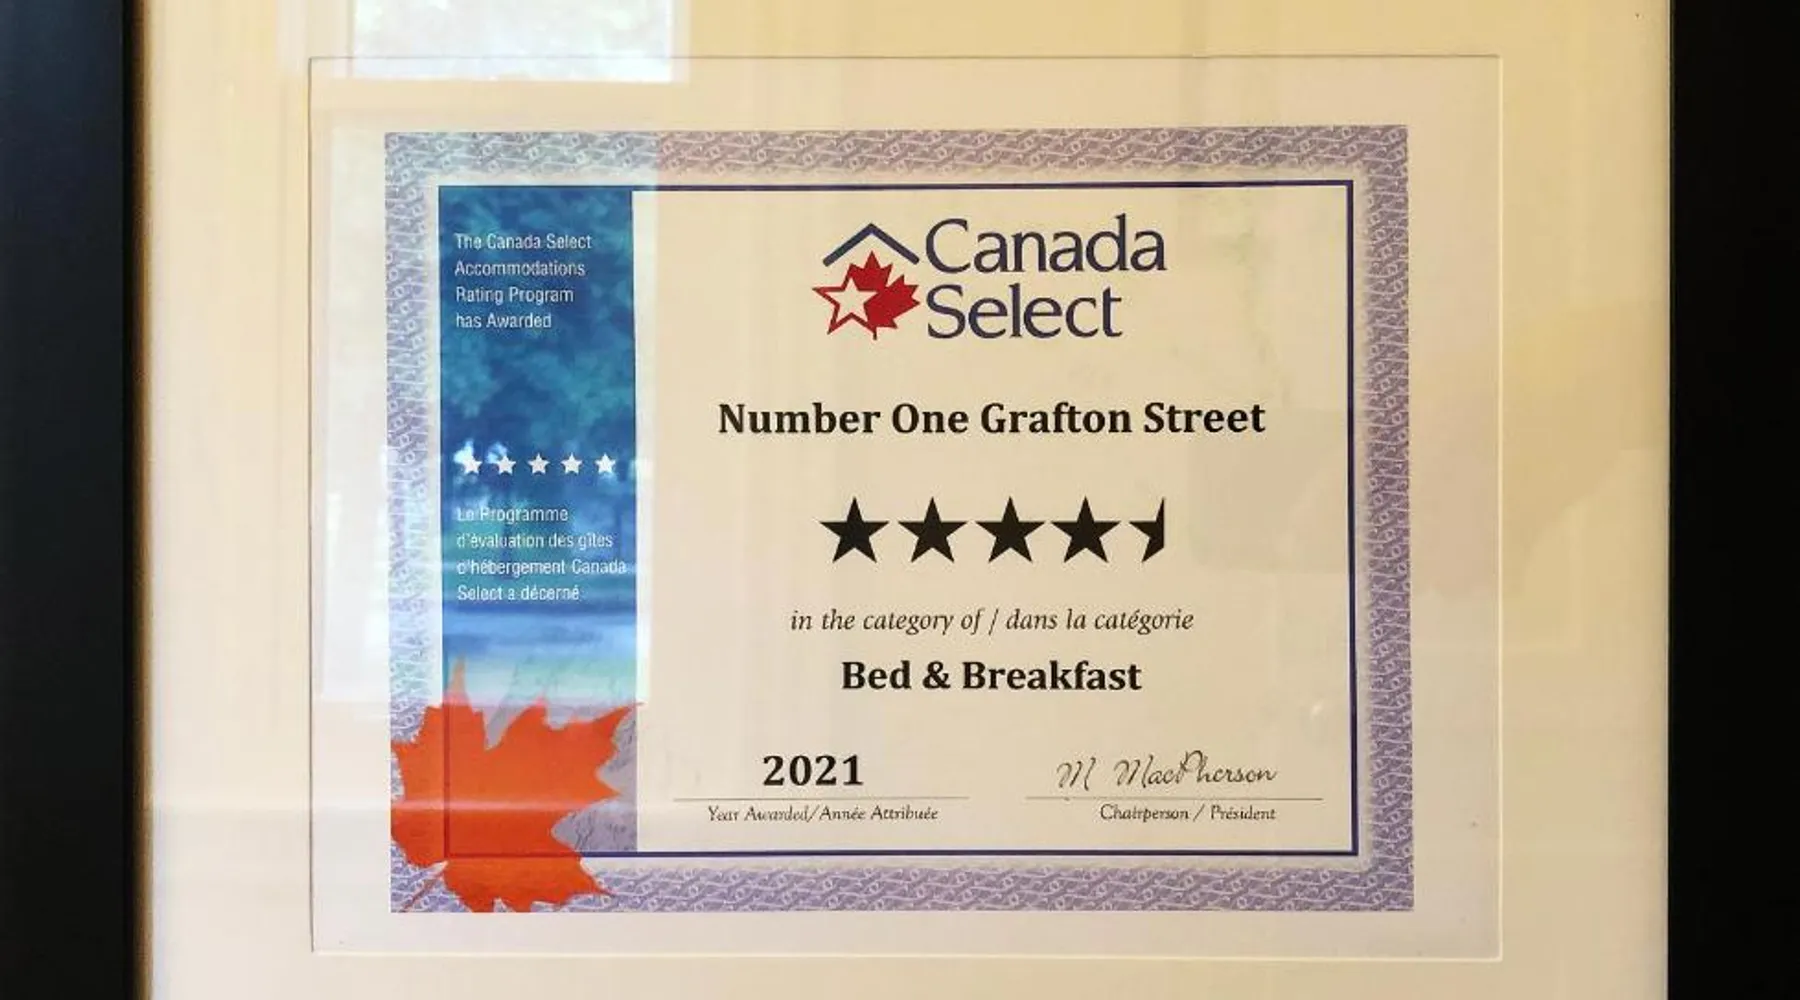 The Canada Select
Accommodations
Rating Program
has Awarded
Le Programme
d'évaluation des gîtes
d'hébergement Canada
Select a décerné
Canada
Select
Number One Grafton Street
in the category of / dans la catégorie
Bed & Breakfast
2021
Year Awarded/Année Attribuée
M MacPherson
Chairperson / Président